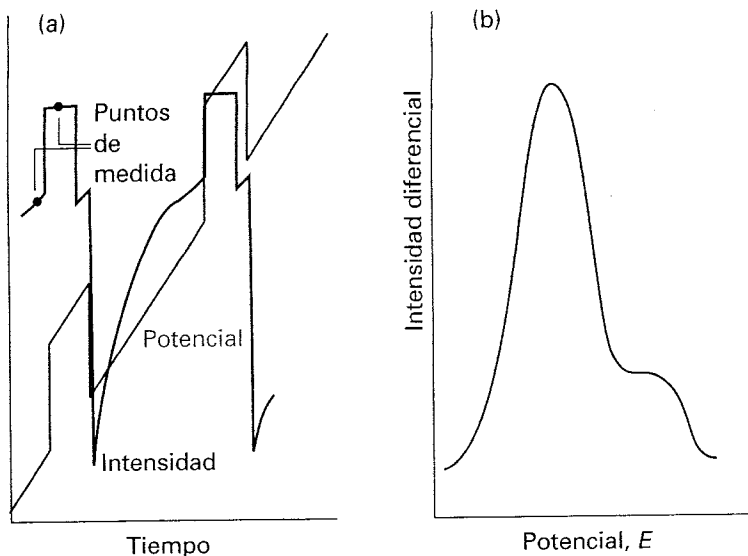 (a)
Puntos
de
medida
Potencial
Intensidad
Tiempo
(b)
Intensidad diferencial
Potencial, E